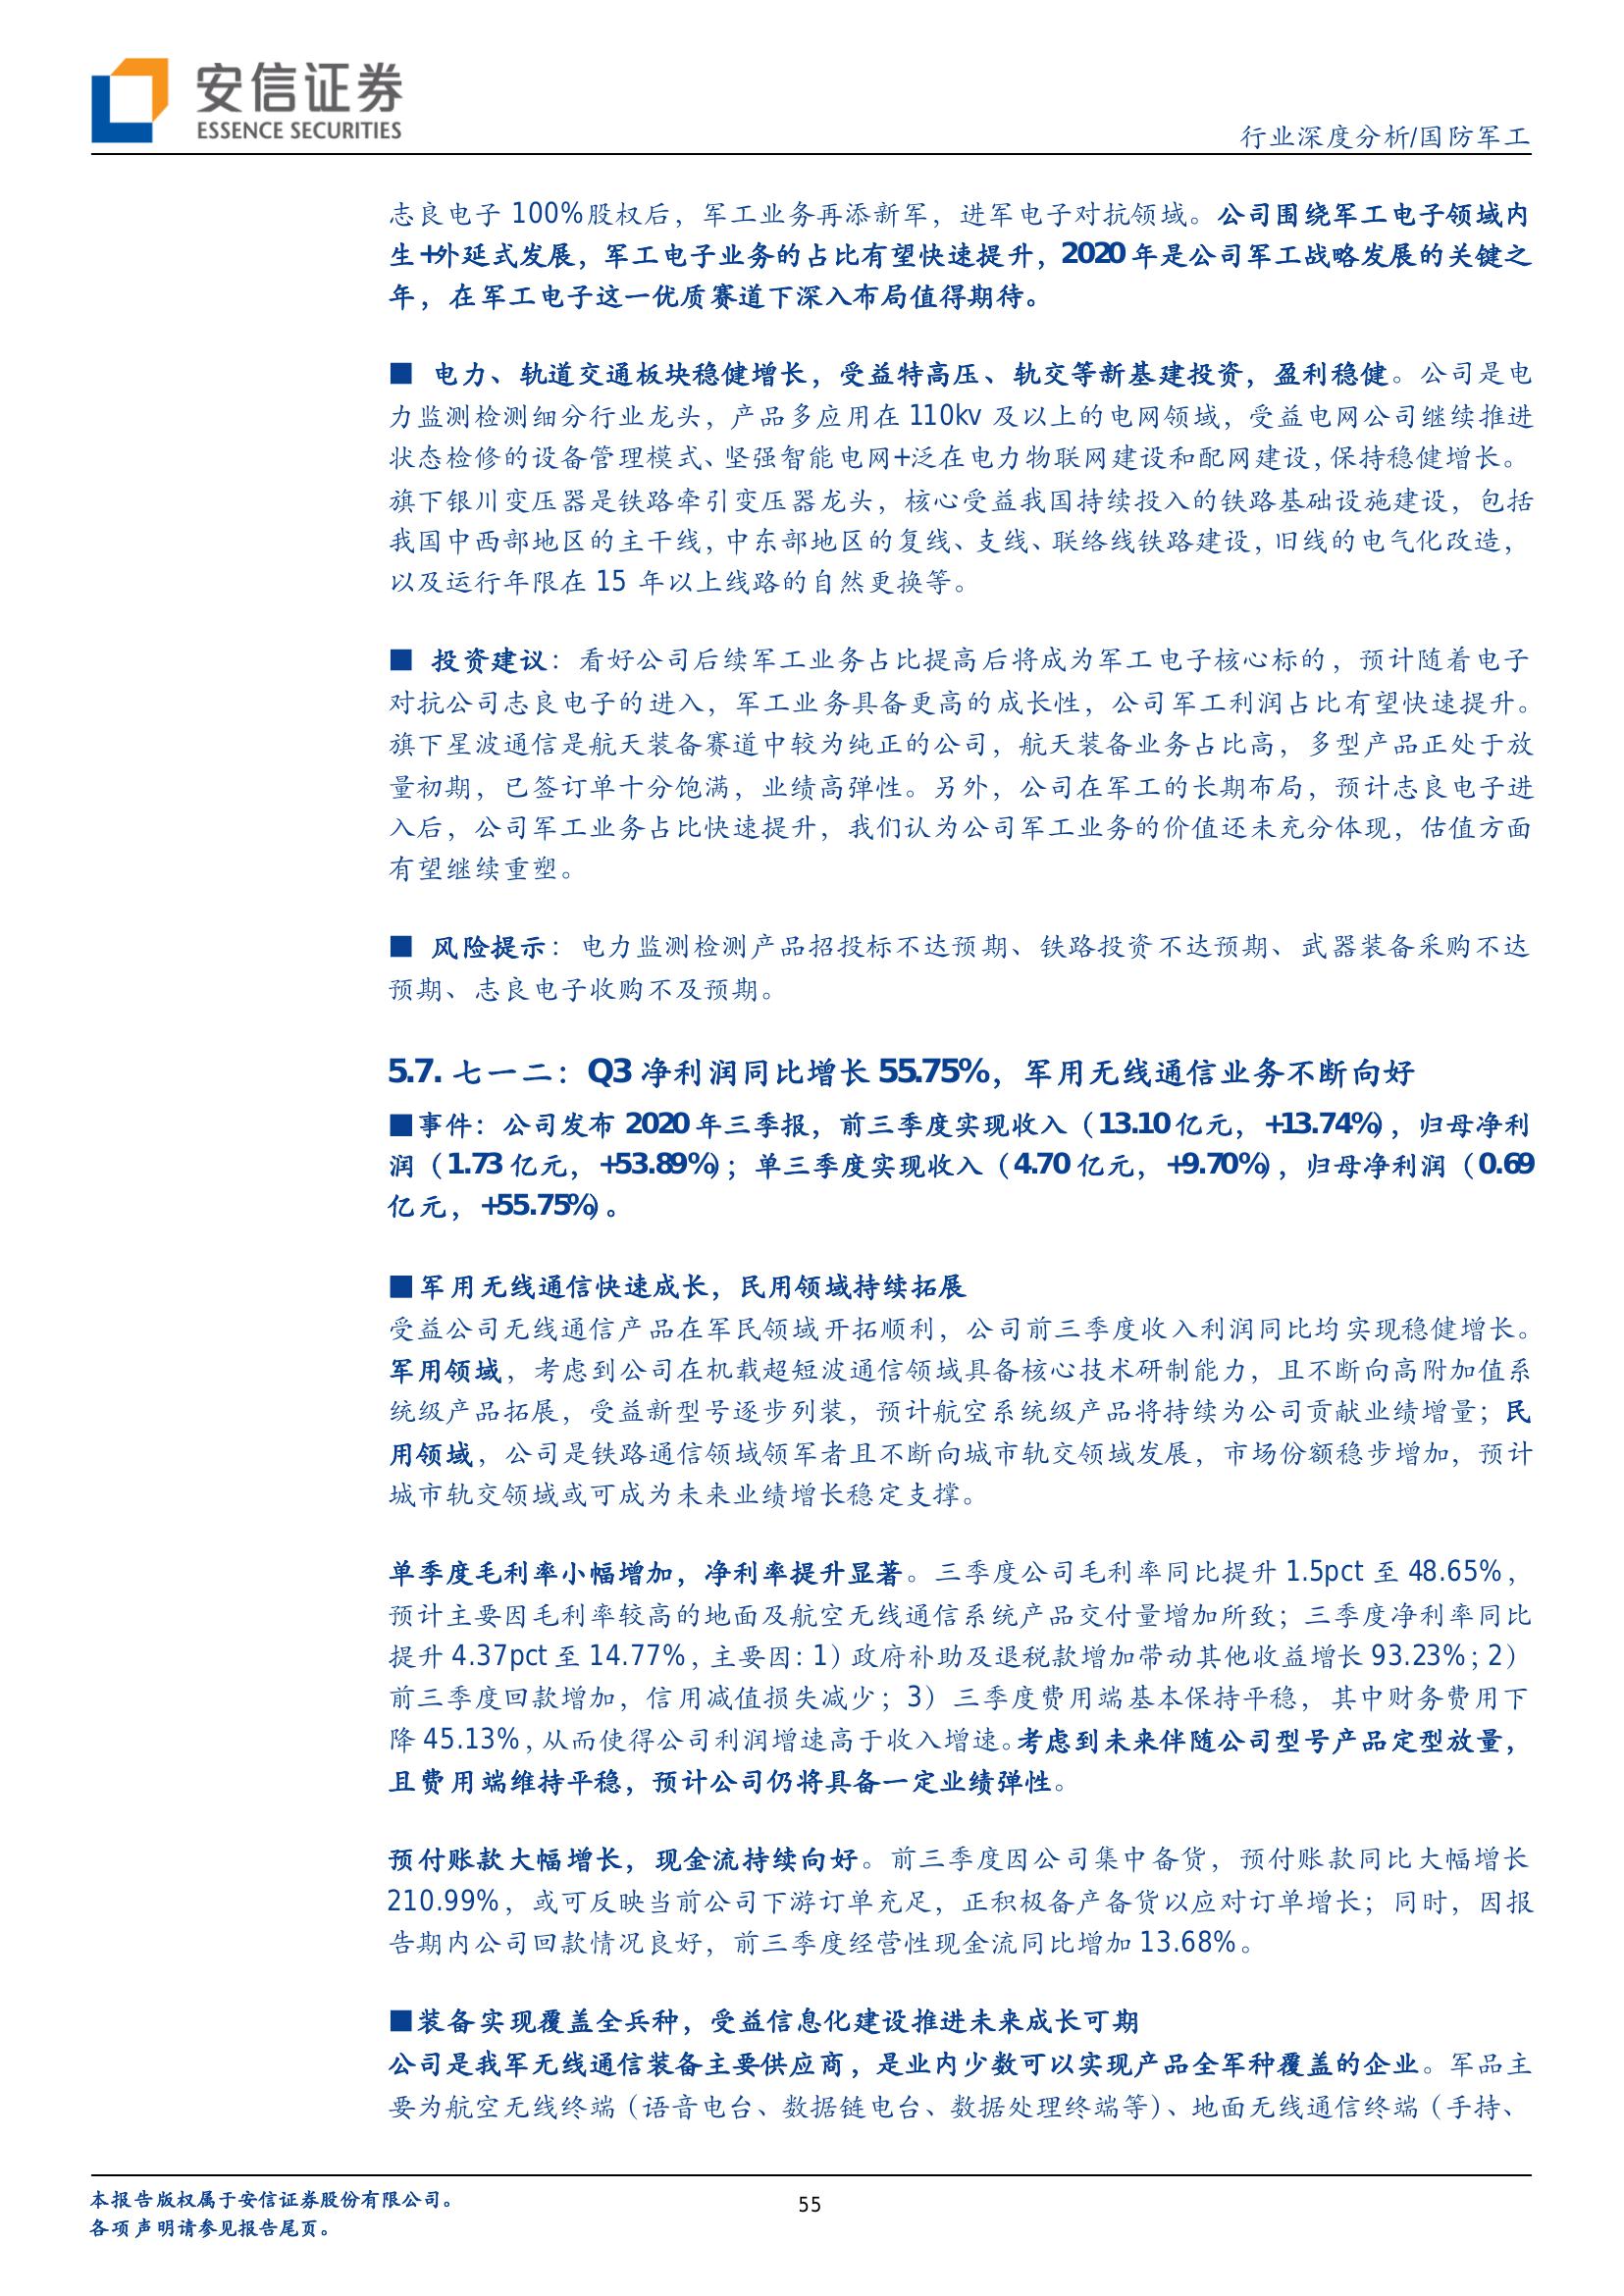 安信证券
ESSENCE SECURITIES
行业深度分析/国防军工
志良电子 100%股权后，军工业务再添新军，进军电子对抗领域。公司围绕军工电子领域内
生+外延式发展，军工电子业务的占比有望快速提升，2020 年是公司军工战略发展的关键之
年，在军工电子这一优质赛道下深入布局值得期待。
■ 电力、轨道交通板块稳健增长，受益特高压、轨交等新基建投资，盈利稳健。公司是电
力监测检测细分行业龙头，产品多应用在 110kv 及以上的电网领域，受益电网公司继续推进
状态检修的设备管理模式、坚强智能电网+泛在电力物联网建设和配网建设，保持稳健增长。
旗下银川变压器是铁路牵引变压器龙头，核心受益我国持续投入的铁路基础设施建设，包括
我国中西部地区的主干线，中东部地区的复线、支线、联络线铁路建设，旧线的电气化改造，
以及运行年限在 15 年以上线路的自然更换等。
■ 投资建议：看好公司后续军工业务占比提高后将成为军工电子核心标的，预计随着电子
对抗公司志良电子的进入，军工业务具备更高的成长性，公司军工利润占比有望快速提升。
旗下星波通信是航天装备赛道中较为纯正的公司，航天装备业务占比高，多型产品正处于放
量初期，已签订单十分饱满，业绩高弹性。另外，公司在军工的长期布局，预计志良电子进
入后，公司军工业务占比快速提升，我们认为公司军工业务的价值还未充分体现，估值方面
有望继续重塑。
■ 风险提示：电力监测检测产品招投标不达预期、铁路投资不达预期、武器装备采购不达
预期、志良电子收购不及预期。
5.7. 七一二：Q3 净利润同比增长 55.75%，军用无线通信业务不断向好
■事件：公司发布 2020 年三季报，前三季度实现收入（13.10 亿元，+13.74%），归母净利
润（1.73 亿元，+53.89%）；单三季度实现收入（4.70 亿元，+9.70%），归母净利润（0.69
亿元，+55.75%）。
■军用无线通信快速成长，民用领域持续拓展
受益公司无线通信产品在军民领域开拓顺利，公司前三季度收入利润同比均实现稳健增长。
军用领域，考虑到公司在机载超短波通信领域具备核心技术研制能力，且不断向高附加值系
统级产品拓展，受益新型号逐步列装，预计航空系统级产品将持续为公司贡献业绩增量；民
用领域，公司是铁路通信领域领军者且不断向城市轨交领域发展，市场份额稳步增加，预计
城市轨交领域或可成为未来业绩增长稳定支撑。
单季度毛利率小幅增加，净利率提升显著。三季度公司毛利率同比提升 1.5pct 至 48.65%，
预计主要因毛利率较高的地面及航空无线通信系统产品交付量增加所致；三季度净利率同比
提升 4.37pct 至 14.77%，主要因：1）政府补助及退税款增加带动其他收益增长 93.23%；2）
前三季度回款增加，信用减值损失减少；3）三季度费用端基本保持平稳，其中财务费用下
降 45.13%，从而使得公司利润增速高于收入增速。考虑到未来伴随公司型号产品定型放量，
且费用端维持平稳，预计公司仍将具备一定业绩弹性。
预付账款大幅增长，现金流持续向好。前三季度因公司集中备货，预付账款同比大幅增长
210.99%，或可反映当前公司下游订单充足，正积极备产备货以应对订单增长；同时，因报
告期内公司回款情况良好，前三季度经营性现金流同比增加 13.68%。
■装备实现覆盖全兵种，受益信息化建设推进未来成长可期
公司是我军无线通信装备主要供应商，是业内少数可以实现产品全军种覆盖的企业。军品主
要为航空无线终端（语音电台、数据链电台、数据处理终端等）、地面无线通信终端（手持、
本报告版权属于安信证券股份有限公司。
各项声明请参见报告尾页。
55